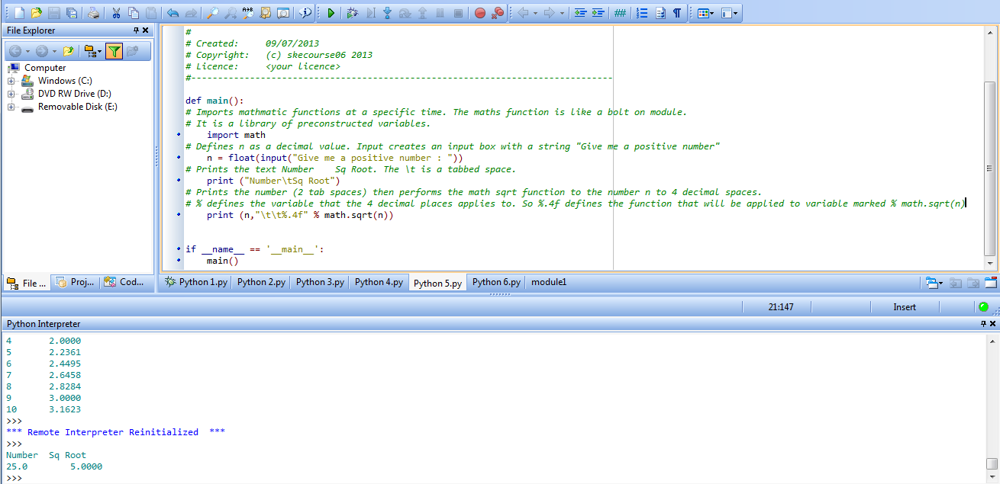 File Explorer
Computer
Windows (C:)
DVD RW Drive (D:)
Removable Disk (E:)
File ...
Proj...
Cod...
#
# Created:     09/07/2013
# Copyright:   (c) skecourse06 2013
# Licence:     <your licence>
#-------------------------------------------------------------------------------
def main():
# Imports mathmatic functions at a specific time. The maths function is like a bolt on module.
# It is a library of preconstructed variables.
    import math
# Defines n as a decimal value. Input creates an input box with a string "Give me a positive number"
    n = float(input("Give me a positive number : "))
# Prints the text Number    Sq Root. The \t is a tabbed space.
    print ("Number\tSq Root")
# Prints the number (2 tab spaces) then performs the math sqrt function to the number n to 4 decimal spaces.
# % defines the variable that the 4 decimal places applies to. So %.4f defines the function that will be applied to variable marked % math.sqrt(n)
    print (n,"\t\t%.4f" % math.sqrt(n))
if __name__ == '__main__':
    main()
Python 1.py
Python 2.py
Python 3.py
Python 4.py
Python 5.py
Python 6.py
module1
21:147
Insert
Python Interpreter
4       2.0000
5       2.2361
6       2.4495
7       2.6458
8       2.8284
9       3.0000
10      3.1623
>>>
*** Remote Interpreter Reinitialized  ***
>>>
Number  Sq Root
25.0        5.0000
>>>